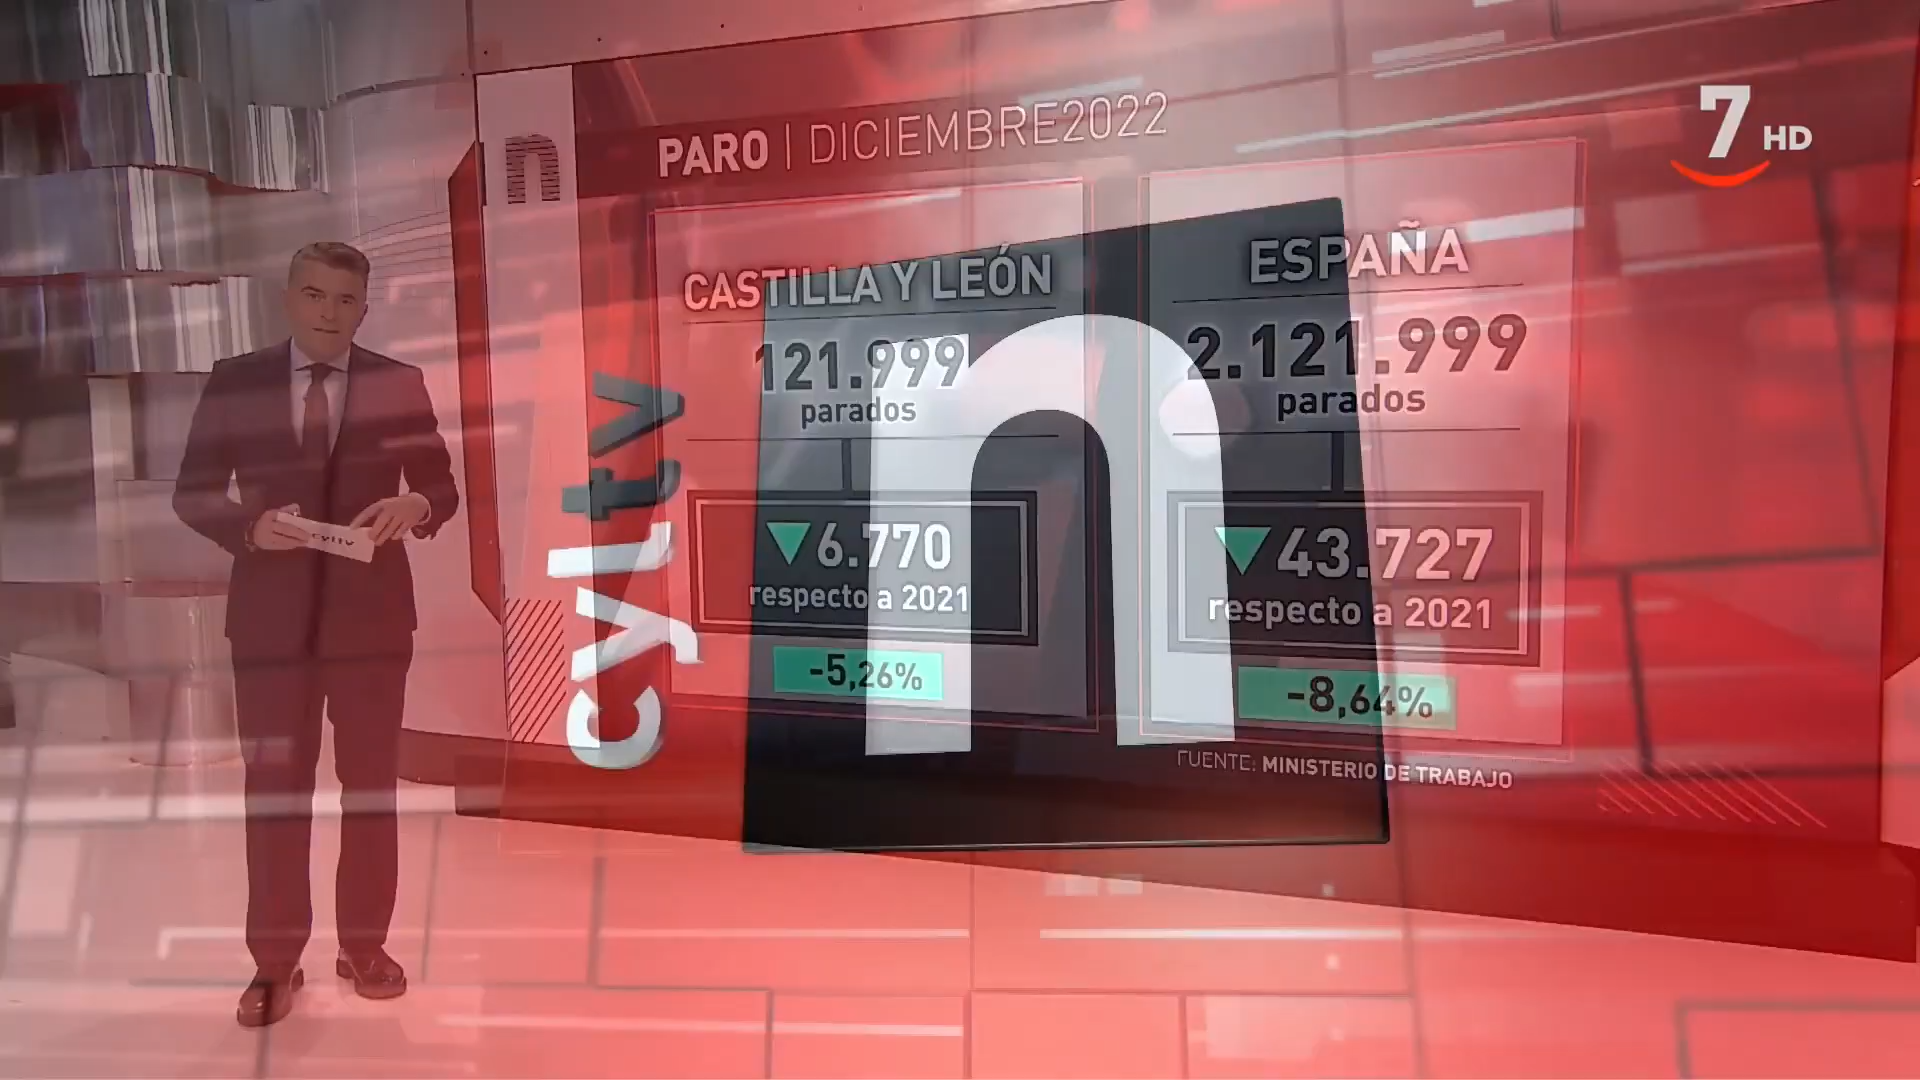 7 HD
n
PARO | DICIEMBRE2022
CASTILLA Y LEÓN
121.999
parados
▼6.770
respecto a 2021
-5,26%
ESPAÑA
2.121.999
parados
▼43.727
respecto a 2021
-8,64%
FUENTE: MINISTERIO DE TRABAJO
cyltv
n
cyltv